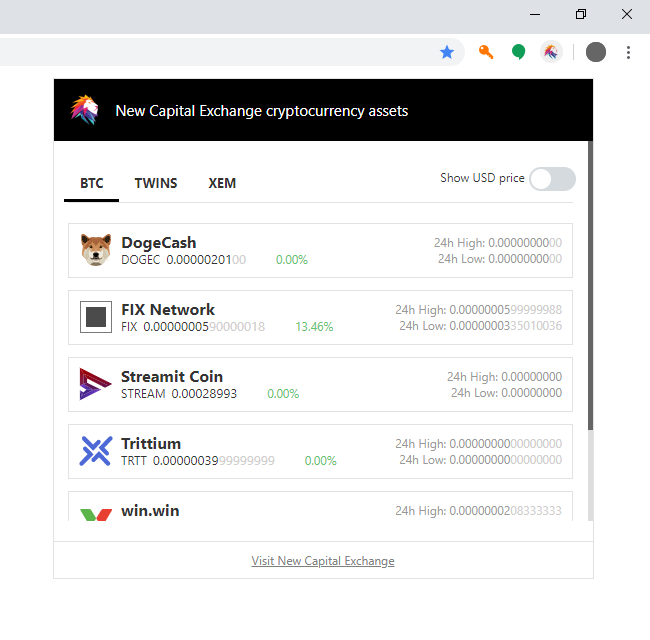 New Capital Exchange cryptocurrency assets
BTC TWINS XEM Show USD price
DogeCash 24h High: 0.0000000000
DOGEC 0.0000020100 0.00% 24h Low: 0.0000000000
FIX Network 24h High: 0.0000000599999988
FIX 0.0000000590000018 13.46% 24h Low: 0.0000000335010036
Streamit Coin 24h High: 0.00000000
STREAM 0.00028993 0.00% 24h Low: 0.00000000
Trittium 24h High: 0.0000000000000000
TRTT 0.0000003999999999 0.00% 24h Low: 0.0000000000000000
win.win 24h High: 0.0000000208333333
Visit New Capital Exchange